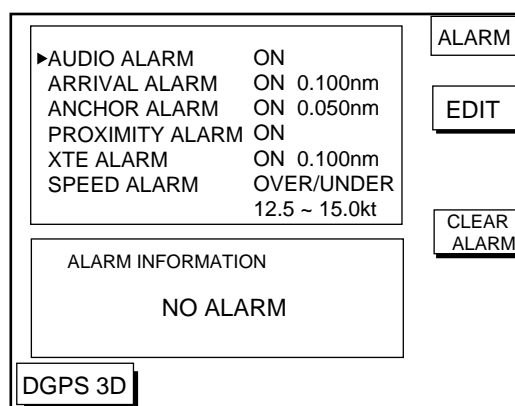 ALARM
▶AUDIO ALARM ON
ARRIVAL ALARM ON 0.100nm
ANCHOR ALARM ON 0.050nm
PROXIMITY ALARM ON
XTE ALARM ON 0.100nm
SPEED ALARM OVER/UNDER
12.5 ~ 15.0kt
EDIT
CLEAR
ALARM
ALARM INFORMATION
NO ALARM
DGPS 3D